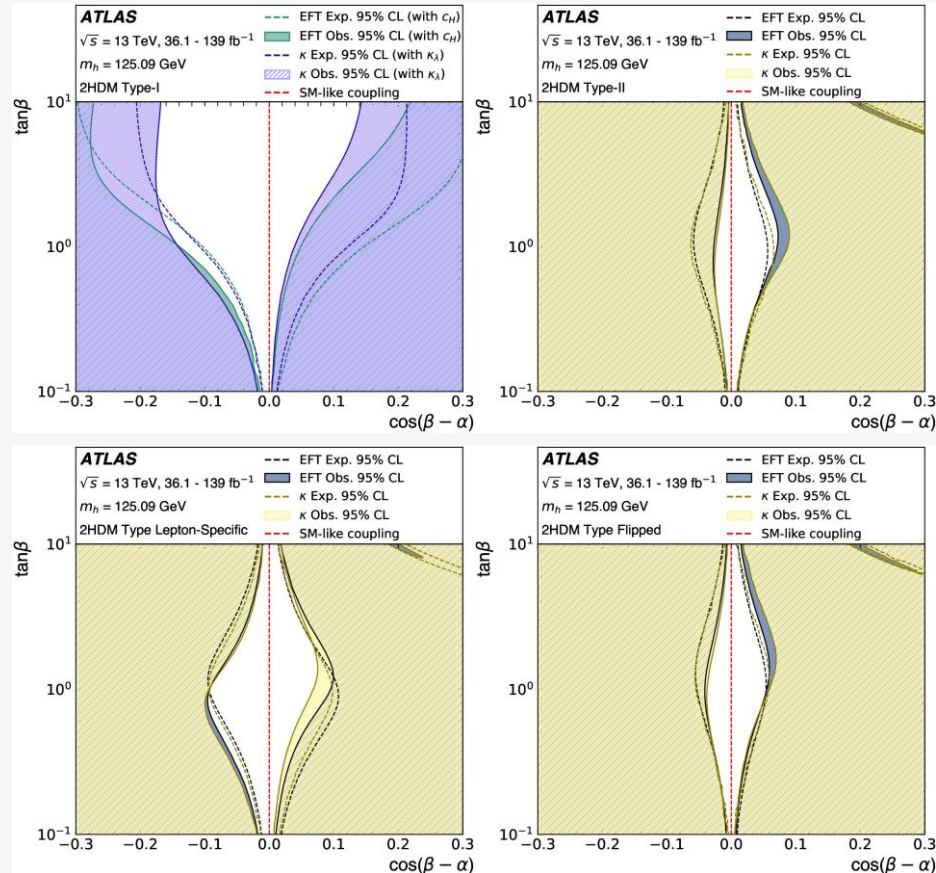 ATLAS
√s = 13 TeV, 36.1 - 139 fb⁻¹
m_h = 125.09 GeV
2HDM Type-I
EFT Exp. 95% CL (with c_H)
EFT Obs. 95% CL (with c_H)
κ Exp. 95% CL (with κ_λ)
κ Obs. 95% CL (with κ_λ)
SM-like coupling
tanβ
10¹
10⁰
10⁻¹
−0.3 −0.2 −0.1 0.0 0.1 0.2 0.3
cos(β − α)
ATLAS
√s = 13 TeV, 36.1 - 139 fb⁻¹
m_h = 125.09 GeV
2HDM Type-II
EFT Exp. 95% CL
EFT Obs. 95% CL
κ Exp. 95% CL
κ Obs. 95% CL
SM-like coupling
tanβ
10¹
10⁰
10⁻¹
−0.3 −0.2 −0.1 0.0 0.1 0.2 0.3
cos(β − α)
ATLAS
√s = 13 TeV, 36.1 - 139 fb⁻¹
m_h = 125.09 GeV
2HDM Type Lepton-Specific
EFT Exp. 95% CL
EFT Obs. 95% CL
κ Exp. 95% CL
κ Obs. 95% CL
SM-like coupling
tanβ
10¹
10⁰
10⁻¹
−0.3 −0.2 −0.1 0.0 0.1 0.2 0.3
cos(β − α)
ATLAS
√s = 13 TeV, 36.1 - 139 fb⁻¹
m_h = 125.09 GeV
2HDM Type Flipped
EFT Exp. 95% CL
EFT Obs. 95% CL
κ Exp. 95% CL
κ Obs. 95% CL
SM-like coupling
tanβ
10¹
10⁰
10⁻¹
−0.3 −0.2 −0.1 0.0 0.1 0.2 0.3
cos(β − α)